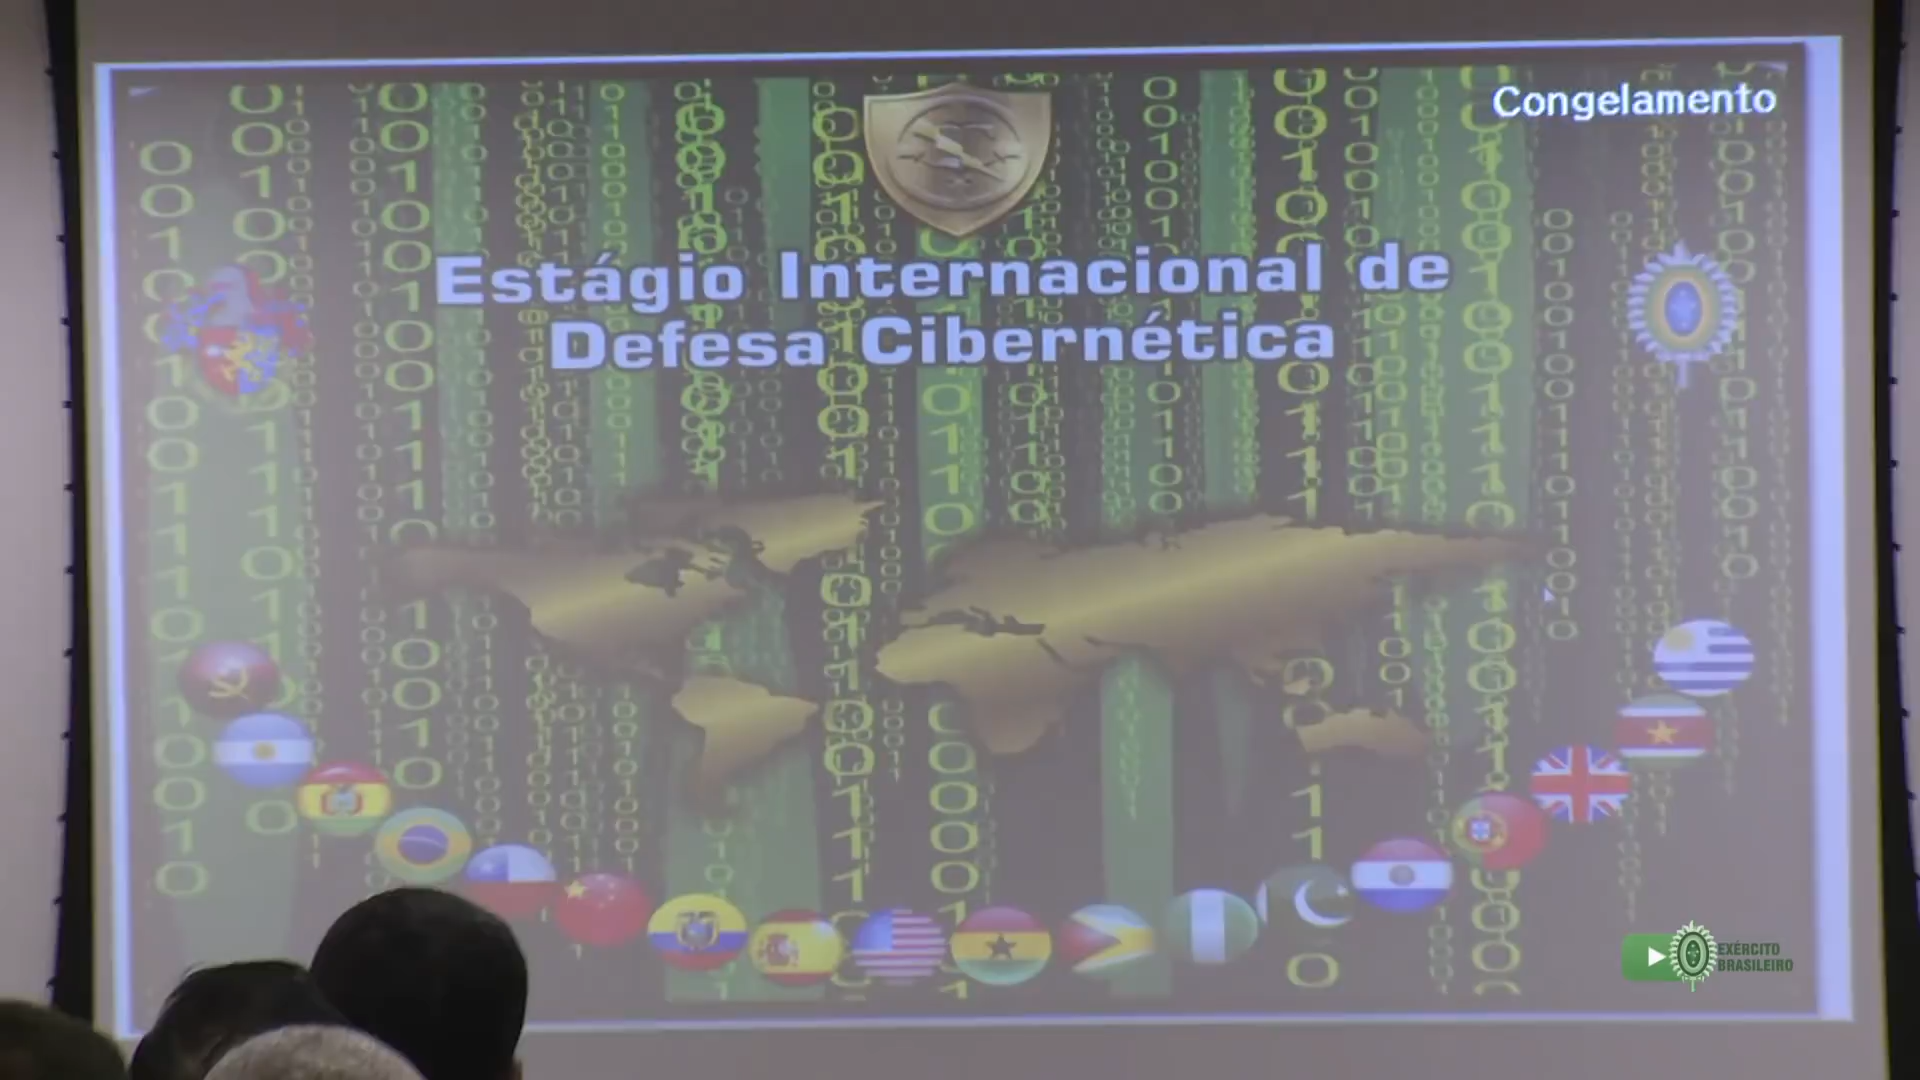 Congelamento
Estágio Internacional de
Defesa Cibernética
EXÉRCITO
BRASILEIRO